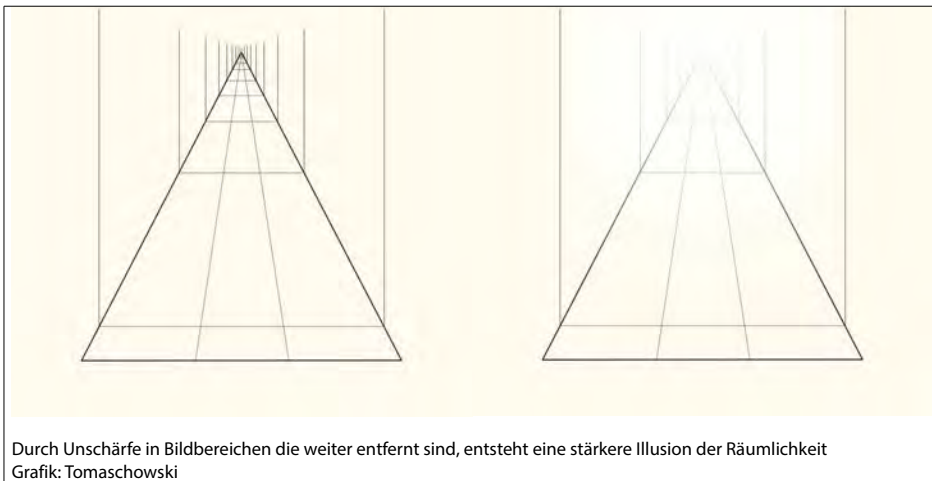 Durch Unschärfe in Bildbereichen die weiter entfernt sind, entsteht eine stärkere Illusion der Räumlichkeit
Grafik: Tomaschowski